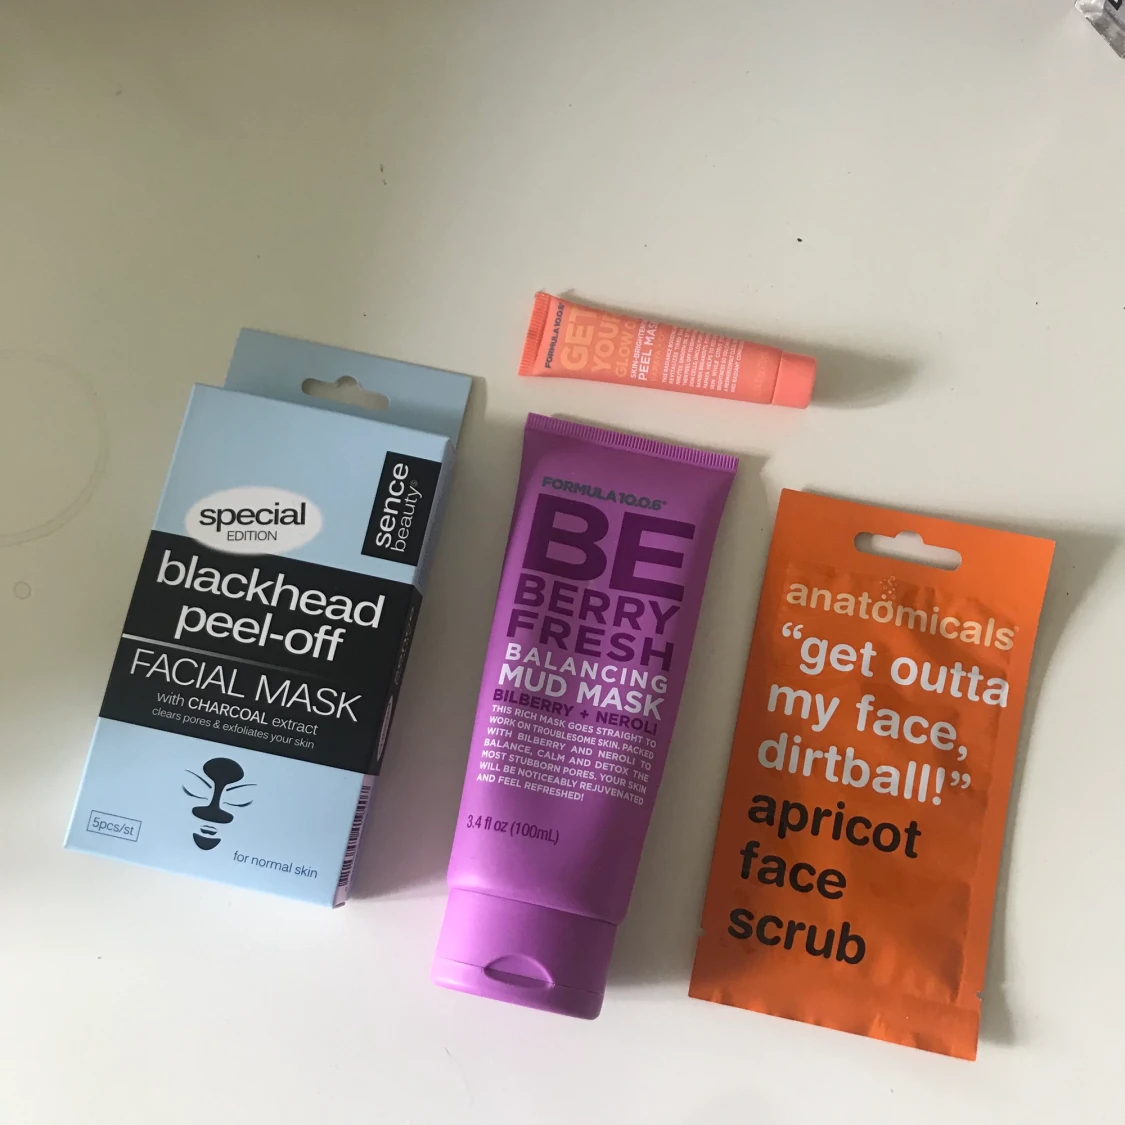 special
EDITION
sence
beauty®
blackhead
peel-off
FACIAL MASK
with CHARCOAL extract
clears pores & exfoliates your skin
5pcs/st
for normal skin
FORMULA 10.0.6
GET
YOUR
GLOW
SKIN-BRIGHTENING
PEEL MASK
FORMULA 10.0.6®
BE
BERRY
FRESH
BALANCING
MUD MASK
BILBERRY + NEROLI
THIS RICH MASK GOES STRAIGHT TO
WORK ON TROUBLESOME SKIN. PACKED
WITH BILBERRY AND NEROLI TO
BALANCE, CALM AND DETOX THE
MOST STUBBORN PORES. YOUR SKIN
WILL BE NOTICEABLY REJUVENATED
AND FEEL REFRESHED!
3.4 fl oz (100mL)
anatömicals
“get outta
my face,
dirtball!”
apricot
face
scrub